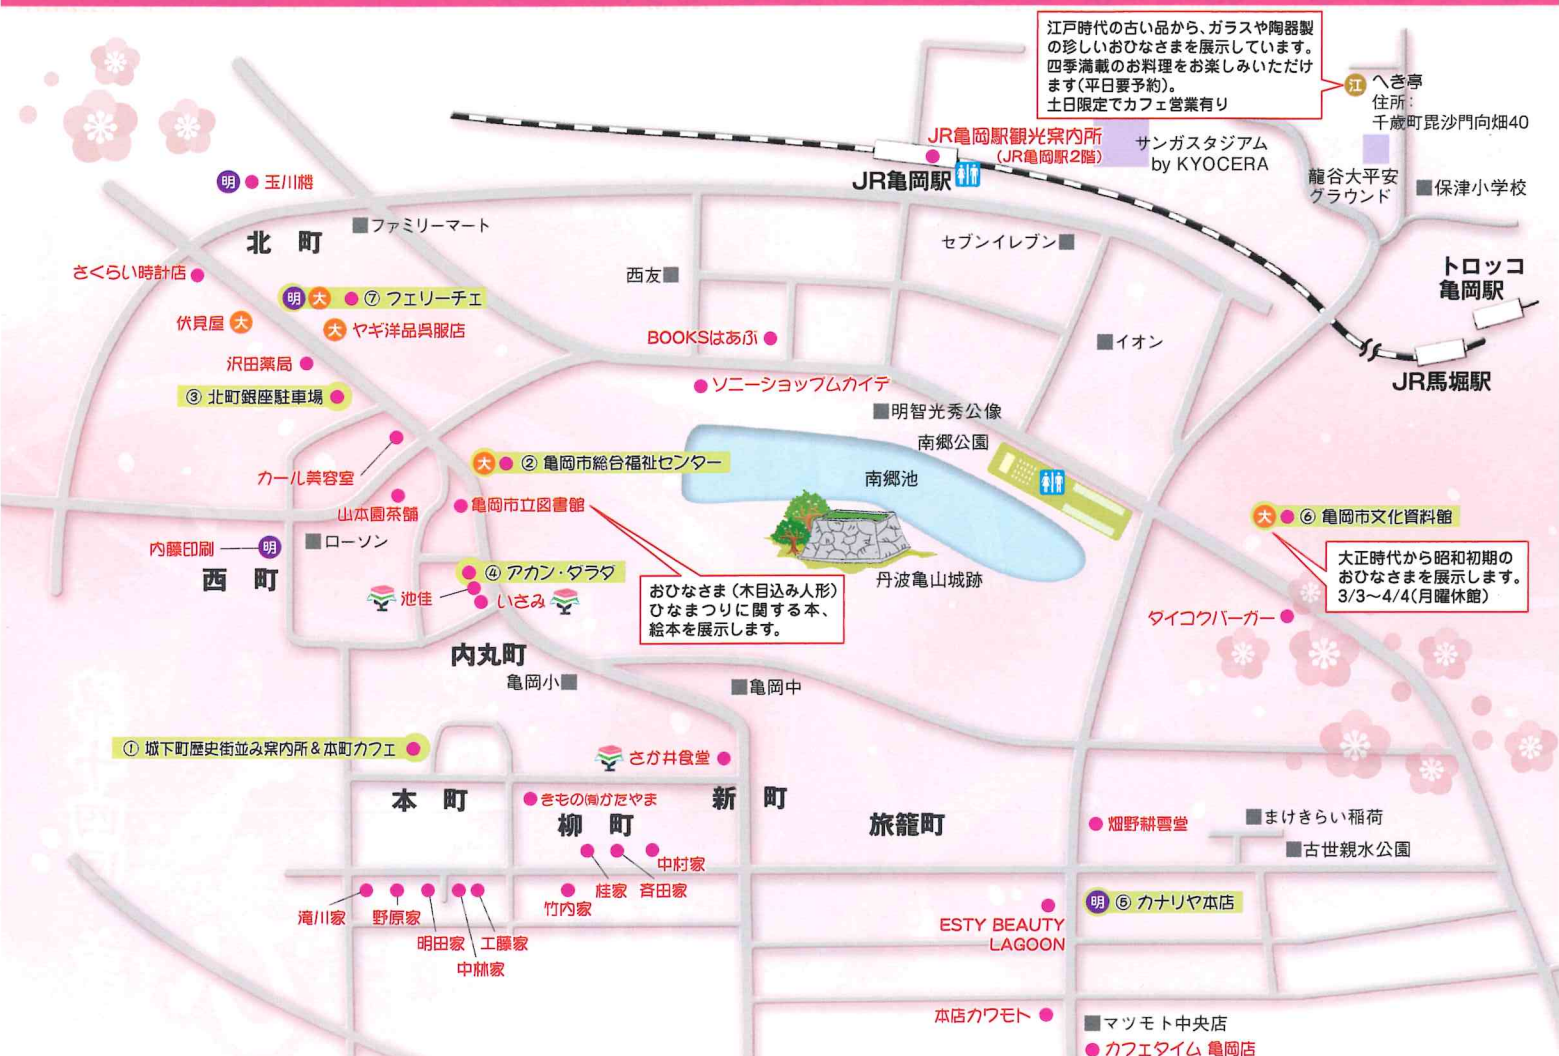 江戸時代の古い品から、ガラスや陶器製
の珍しいおひなさまを展示しています。
四季満載のお料理をお楽しみいただけ
ます(平日要予約)。
土日限定でカフェ営業有り
江 へき亭
住所:
千歳町毘沙門向畑40
JR亀岡駅観光案内所
(JR亀岡駅2階)
JR亀岡駅
サンガスタジアム
by KYOCERA
龍谷大平安
グラウンド
保津小学校
明 玉川楼
ファミリーマート
北 町
セブンイレブン
トロッコ
亀岡駅
さくらい時計店
西友
明 大 ⑦ フェリーチェ
伏見屋 大
大 ヤギ洋品呉服店
BOOKSはあぷ
イオン
沢田薬局
JR馬堀駅
③ 北町銀座駐車場
ソニーショップムカイデ
明智光秀公像
南郷公園
カール美容室
大 ② 亀岡市総合福祉センター
南郷池
山本園茶舗
亀岡市立図書館
大 ⑥ 亀岡市文化資料館
内藤印刷 明
ローソン
西 町
④ アカン・ダラダ
丹波亀山城跡
大正時代から昭和初期の
おひなさまを展示します。
3/3〜4/4(月曜休館)
池佳
いさみ
おひなさま(木目込み人形)
ひなまつりに関する本、
絵本を展示します。
ダイコクバーガー
内丸町
亀岡小
亀岡中
① 城下町歴史街並み案内所&本町カフェ
さか井食堂
本 町
きもの㈲かたやま
新 町
柳 町
旅籠町
畑野耕雲堂
まけきらい稲荷
古世親水公園
中村家
桂家
斉田家
滝川家
野原家
竹内家
明田家
工藤家
中林家
ESTY BEAUTY
LAGOON
明 ⑤ カナリヤ本店
本店カワモト
マツモト中央店
カフェタイム 亀岡店